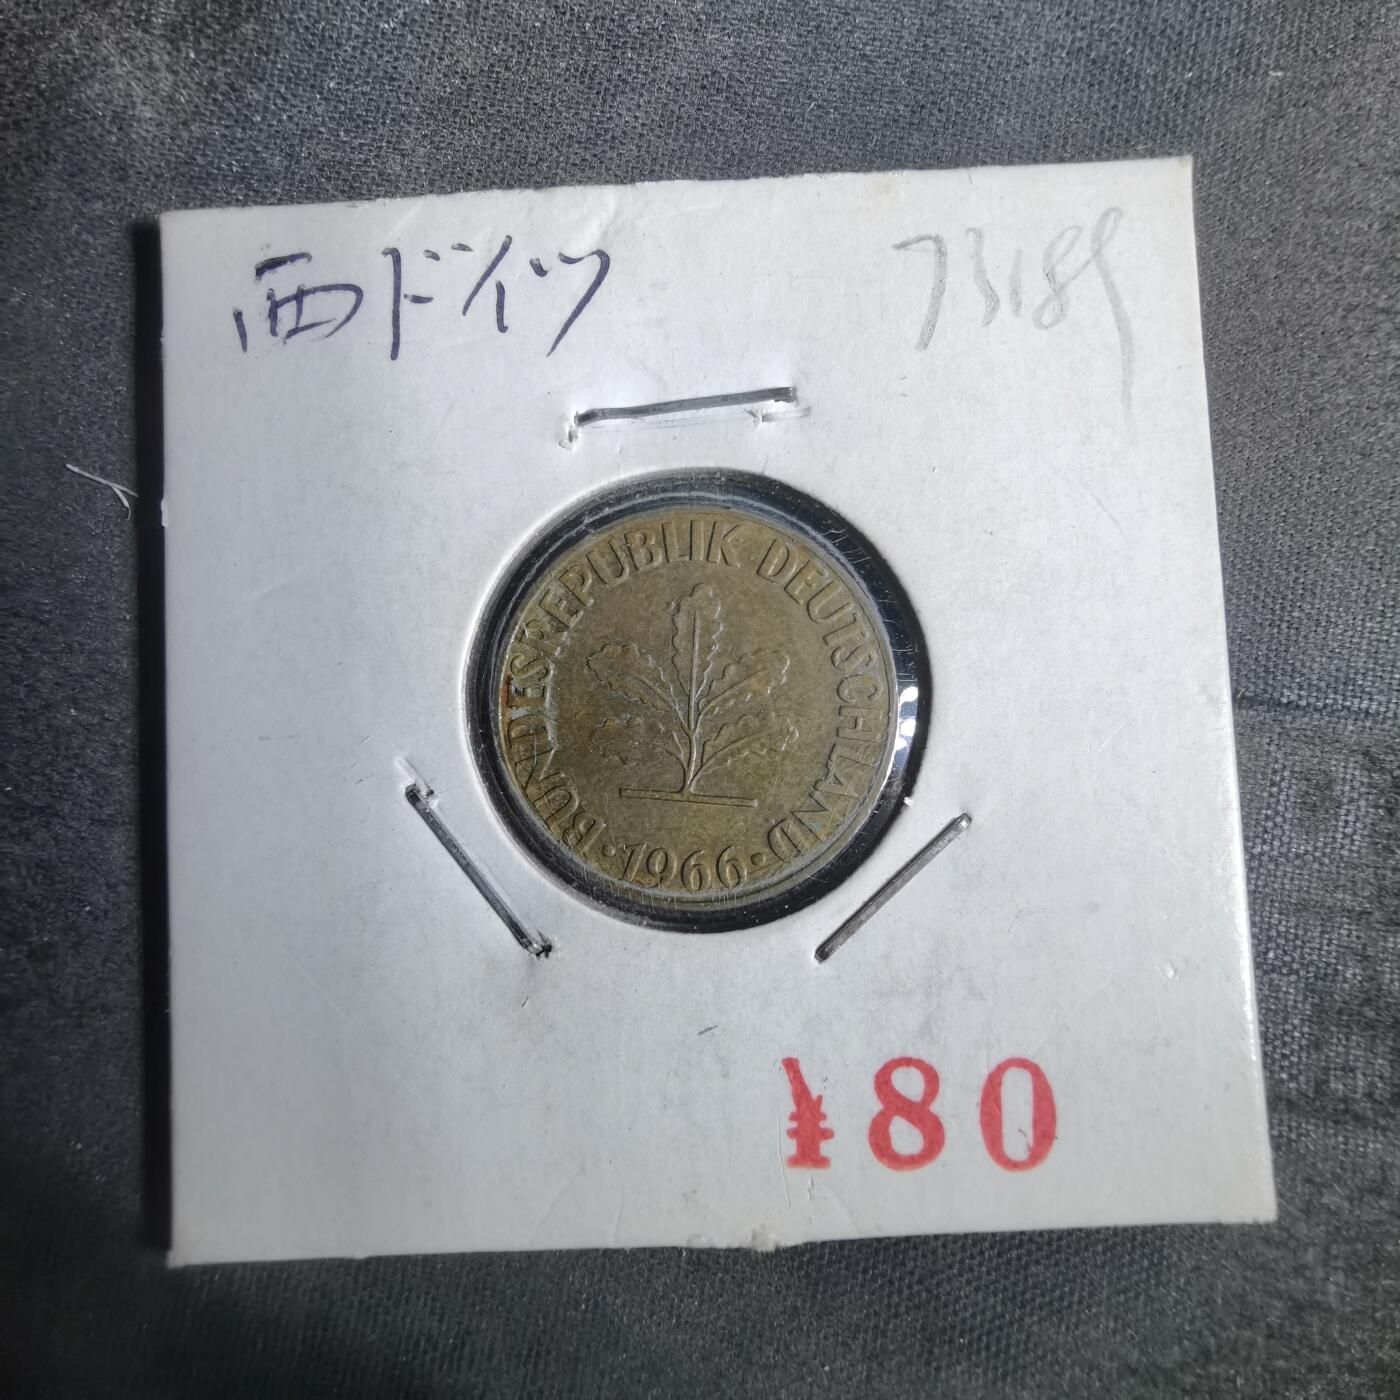 西ドイツ
73189
BUNDESREPUBLIK DEUTSCHLAND
· 1966 ·
¥80